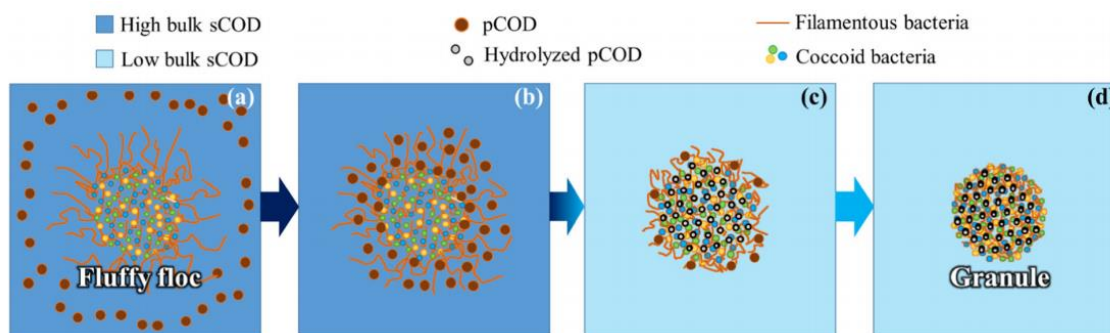 High bulk sCOD
Low bulk sCOD
pCOD
Hydrolyzed pCOD
Filamentous bacteria
Coccoid bacteria
(a)
Fluffy floc
(b)
(c)
(d)
Granule